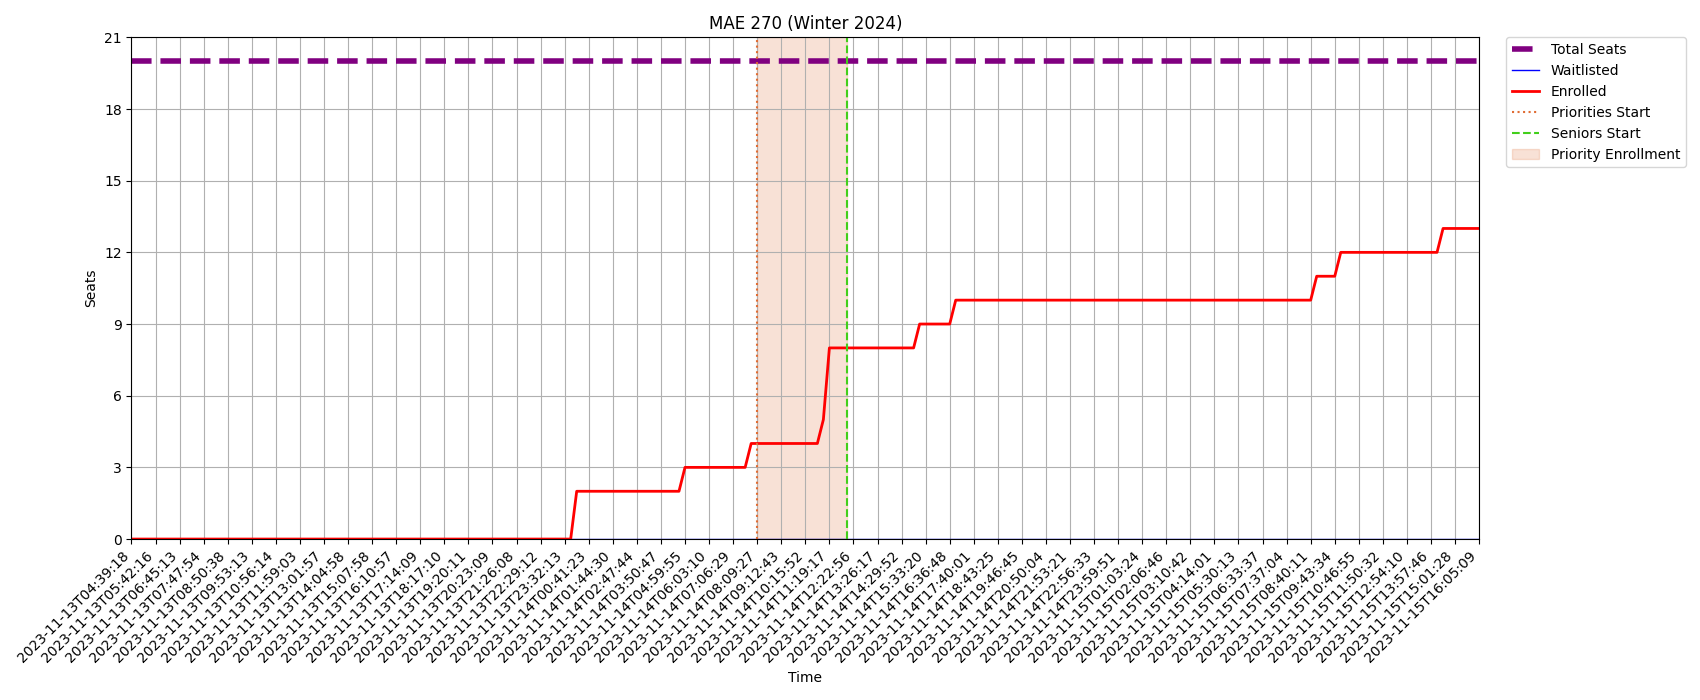 MAE 270 (Winter 2024)
Total Seats
Waitlisted
Enrolled
Priorities Start
Seniors Start
Priority Enrollment
Seats
21
18
15
12
9
6
3
0
2023-11-13T04:39:18
2023-11-13T05:42:16
2023-11-13T06:45:13
2023-11-13T07:47:54
2023-11-13T08:50:38
2023-11-13T09:53:13
2023-11-13T10:56:14
2023-11-13T11:59:03
2023-11-13T13:01:57
2023-11-13T14:04:58
2023-11-13T15:07:58
2023-11-13T16:10:57
2023-11-13T17:14:09
2023-11-13T18:17:10
2023-11-13T19:20:11
2023-11-13T20:23:09
2023-11-13T21:26:08
2023-11-13T22:29:12
2023-11-13T23:32:13
2023-11-14T00:41:23
2023-11-14T01:44:30
2023-11-14T02:47:44
2023-11-14T03:50:47
2023-11-14T04:59:55
2023-11-14T06:03:10
2023-11-14T07:06:29
2023-11-14T08:09:27
2023-11-14T09:12:43
2023-11-14T10:15:52
2023-11-14T11:19:17
2023-11-14T12:22:56
2023-11-14T13:26:17
2023-11-14T14:29:52
2023-11-14T15:33:20
2023-11-14T16:36:48
2023-11-14T17:40:01
2023-11-14T18:43:25
2023-11-14T19:46:45
2023-11-14T20:50:04
2023-11-14T21:53:21
2023-11-14T22:56:33
2023-11-14T23:59:51
2023-11-15T01:03:24
2023-11-15T02:06:46
2023-11-15T03:10:42
2023-11-15T04:14:01
2023-11-15T05:30:13
2023-11-15T06:33:37
2023-11-15T07:37:04
2023-11-15T08:40:11
2023-11-15T09:43:34
2023-11-15T10:46:55
2023-11-15T11:50:32
2023-11-15T12:54:10
2023-11-15T13:57:46
2023-11-15T15:01:28
2023-11-15T16:05:09
Time